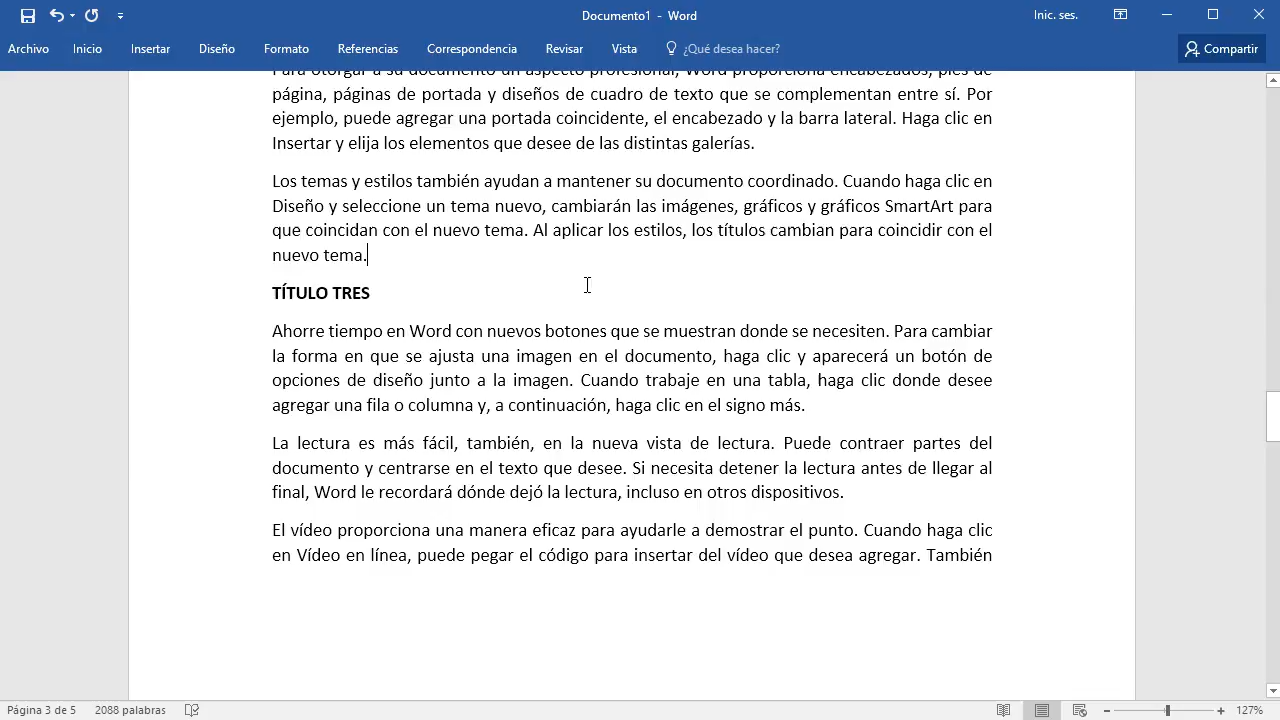 Documento1 - Word
Inic. ses.
Archivo Inicio Insertar Diseño Formato Referencias Correspondencia Revisar Vista ¿Qué desea hacer? Compartir
Para otorgar a su documento un aspecto profesional, Word proporciona encabezados, pies de
página, páginas de portada y diseños de cuadro de texto que se complementan entre sí. Por
ejemplo, puede agregar una portada coincidente, el encabezado y la barra lateral. Haga clic en
Insertar y elija los elementos que desee de las distintas galerías.
Los temas y estilos también ayudan a mantener su documento coordinado. Cuando haga clic en
Diseño y seleccione un tema nuevo, cambiarán las imágenes, gráficos y gráficos SmartArt para
que coincidan con el nuevo tema. Al aplicar los estilos, los títulos cambian para coincidir con el
nuevo tema.
TÍTULO TRES
Ahorre tiempo en Word con nuevos botones que se muestran donde se necesiten. Para cambiar
la forma en que se ajusta una imagen en el documento, haga clic y aparecerá un botón de
opciones de diseño junto a la imagen. Cuando trabaje en una tabla, haga clic donde desee
agregar una fila o columna y, a continuación, haga clic en el signo más.
La lectura es más fácil, también, en la nueva vista de lectura. Puede contraer partes del
documento y centrarse en el texto que desee. Si necesita detener la lectura antes de llegar al
final, Word le recordará dónde dejó la lectura, incluso en otros dispositivos.
El vídeo proporciona una manera eficaz para ayudarle a demostrar el punto. Cuando haga clic
en Vídeo en línea, puede pegar el código para insertar del vídeo que desea agregar. También
Página 3 de 5 2088 palabras 127%